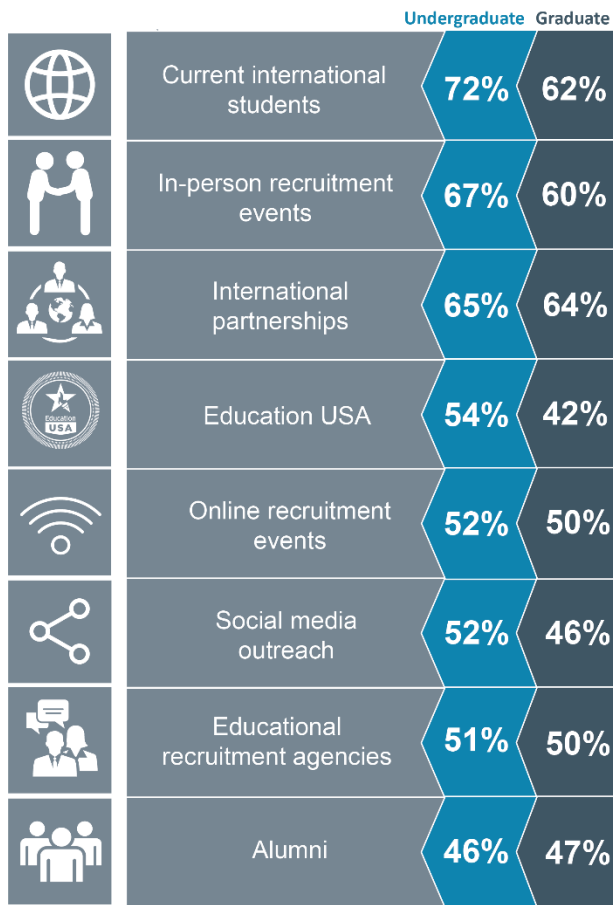 Undergraduate Graduate
Current international
students
72%
62%
In-person recruitment
events
67%
60%
International
partnerships
65%
64%
Education
USA
Education USA
54%
42%
Online recruitment
events
52%
50%
Social media
outreach
52%
46%
Educational
recruitment agencies
51%
50%
Alumni
46%
47%